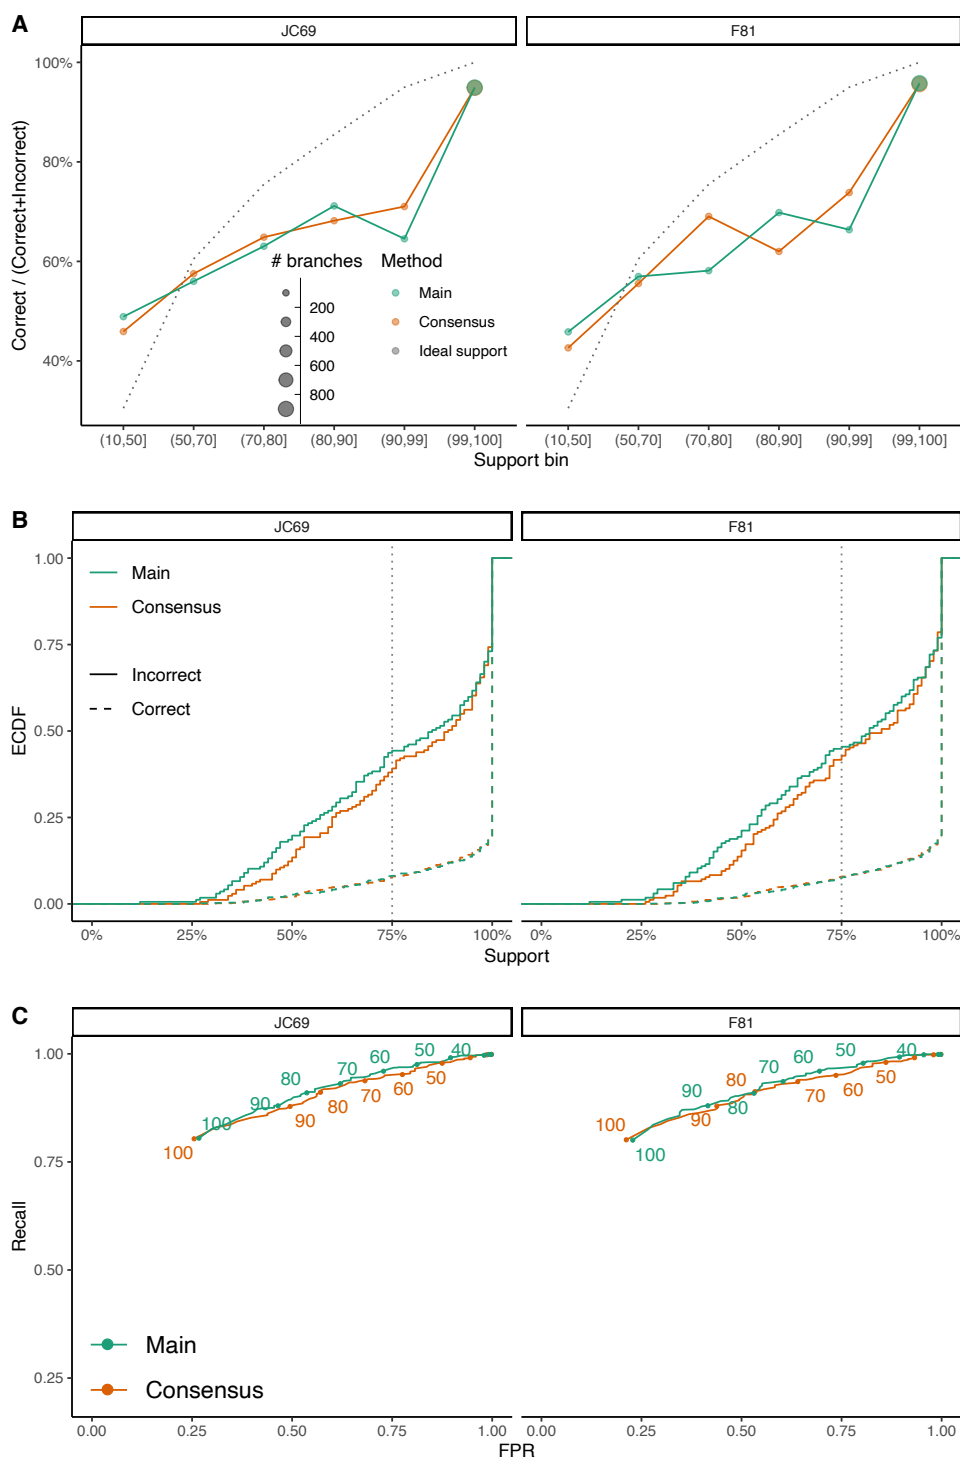 A
JC69
F81
Correct / (Correct+Incorrect)
100%
80%
60%
40%
# branches
200
400
600
800
Method
Main
Consensus
Ideal support
(10,50]
(50,70]
(70,80]
(80,90]
(90,99]
(99,100]
(10,50]
(50,70]
(70,80]
(80,90]
(90,99]
(99,100]
Support bin
B
JC69
F81
ECDF
1.00
0.75
0.50
0.25
0.00
Main
Consensus
Incorrect
Correct
0%
25%
50%
75%
100%
0%
25%
50%
75%
100%
Support
C
JC69
F81
Recall
1.00
0.75
0.50
0.25
100
90
80
70
60
50
40
100
90
80
70
60
50
100
90
80
70
60
50
40
100
90
80
70
60
50
Main
Consensus
0.00
0.25
0.50
0.75
1.00
0.00
0.25
0.50
0.75
1.00
FPR